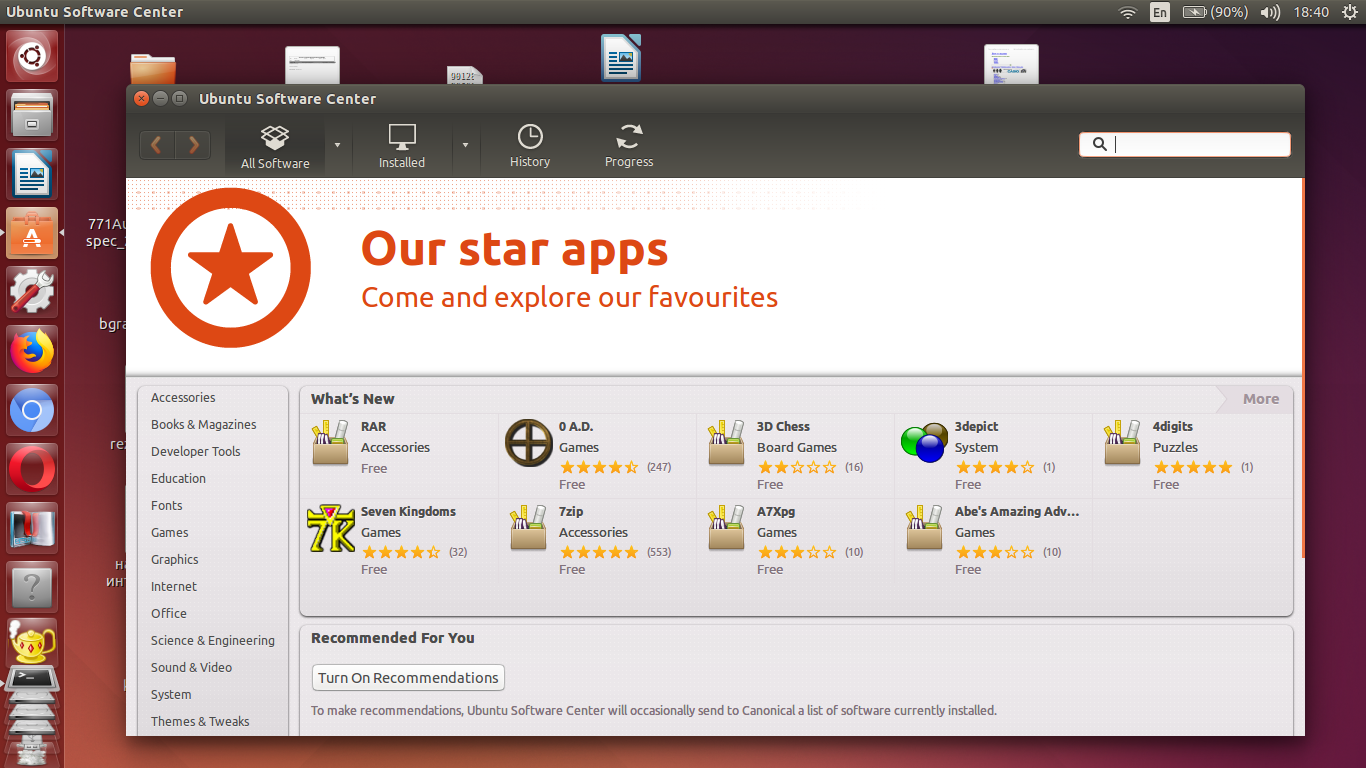 Ubuntu Software Center
En
(90%)
18:40
Ubuntu Software Center
All Software
Installed
History
Progress
Our star apps
Come and explore our favourites
Accessories
Books & Magazines
Developer Tools
Education
Fonts
Games
Graphics
Internet
Office
Science & Engineering
Sound & Video
System
Themes & Tweaks
What's New
More
RAR
Accessories
Free
0 A.D.
Games
(247)
Free
3D Chess
Board Games
(16)
Free
3depict
System
(1)
Free
4digits
Puzzles
(1)
Free
Seven Kingdoms
Games
(32)
Free
7zip
Accessories
(553)
Free
A7Xpg
Games
(10)
Free
Abe's Amazing Adv...
Games
(10)
Free
Recommended For You
Turn On Recommendations
To make recommendations, Ubuntu Software Center will occasionally send to Canonical a list of software currently installed.